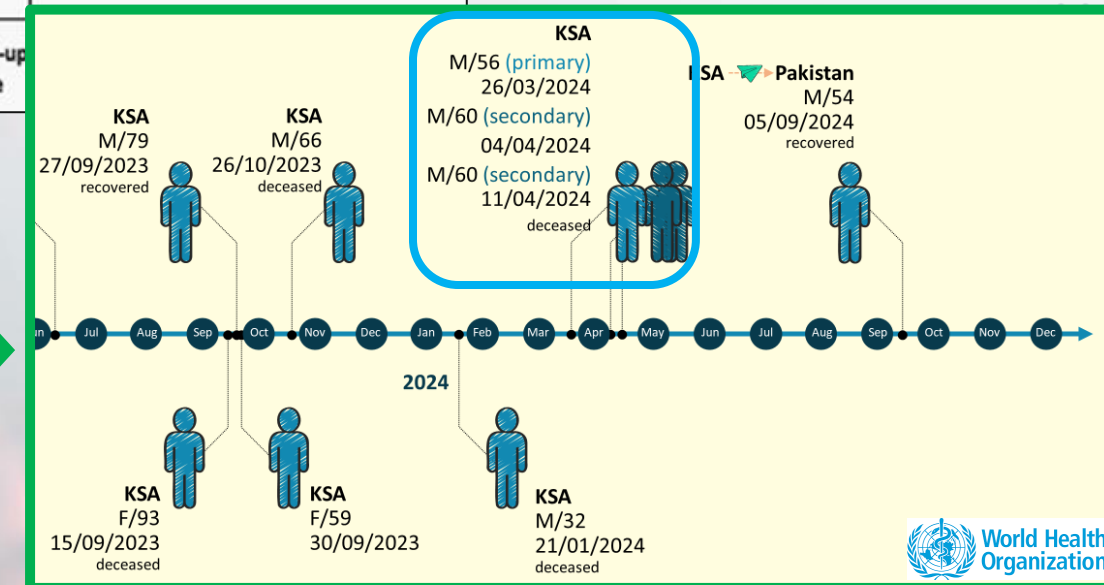 -up
KSA
M/56 (primary)
26/03/2024
M/60 (secondary)
04/04/2024
M/60 (secondary)
11/04/2024
deceased
KSA
M/79
27/09/2023
recovered
KSA
M/66
26/10/2023
deceased
KSA Pakistan
M/54
05/09/2024
recovered
Jul Aug Sep Oct Nov Dec Jan Feb Mar Apr May Jun Jul Aug Sep Oct Nov Dec
2024
KSA
F/93
15/09/2023
deceased
KSA
F/59
30/09/2023
KSA
M/32
21/01/2024
deceased
World Health
Organization